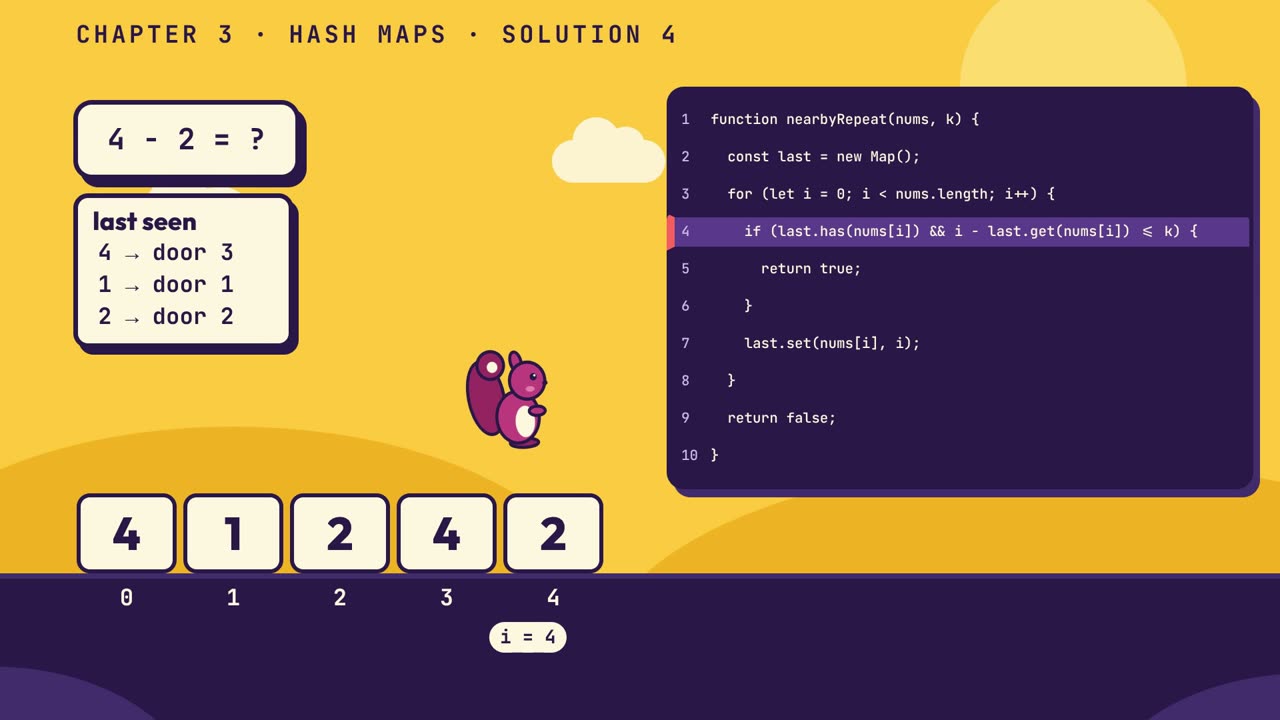 CHAPTER 3 · HASH MAPS · SOLUTION 4
4 - 2 = ?
last seen
4 → door 3
1 → door 1
2 → door 2
1 function nearbyRepeat(nums, k) {
2 const last = new Map();
3 for (let i = 0; i < nums.length; i++) {
4 if (last.has(nums[i]) && i - last.get(nums[i]) ≤ k) {
5 return true;
6 }
7 last.set(nums[i], i);
8 }
9 return false;
10 }
4 1 2 4 2
0 1 2 3 4
i = 4